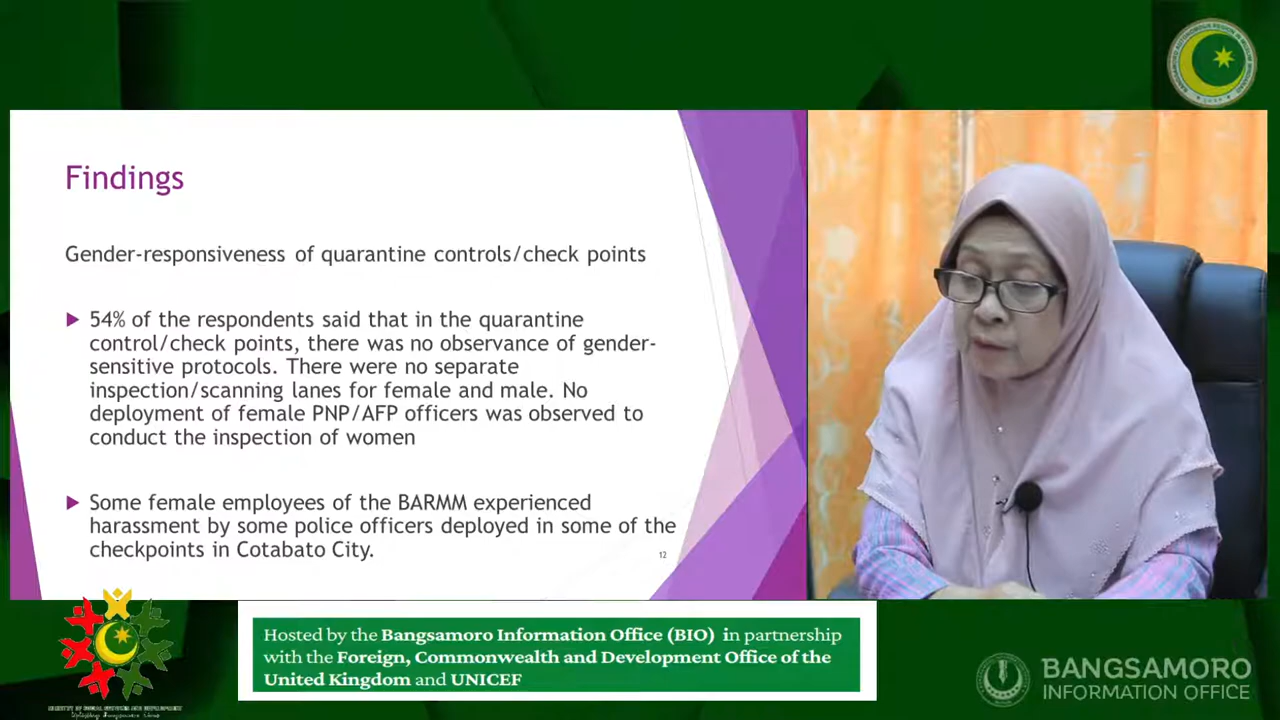 Findings
Gender-responsiveness of quarantine controls/check points
54% of the respondents said that in the quarantine
control/check points, there was no observance of gender-
sensitive protocols. There were no separate
inspection/scanning lanes for female and male. No
deployment of female PNP/AFP officers was observed to
conduct the inspection of women
Some female employees of the BARMM experienced
harassment by some police officers deployed in some of the
checkpoints in Cotabato City.
12
Hosted by the Bangsamoro Information Office (BIO) in partnership
with the Foreign, Commonwealth and Development Office of the
United Kingdom and UNICEF
BANGSAMORO
INFORMATION OFFICE